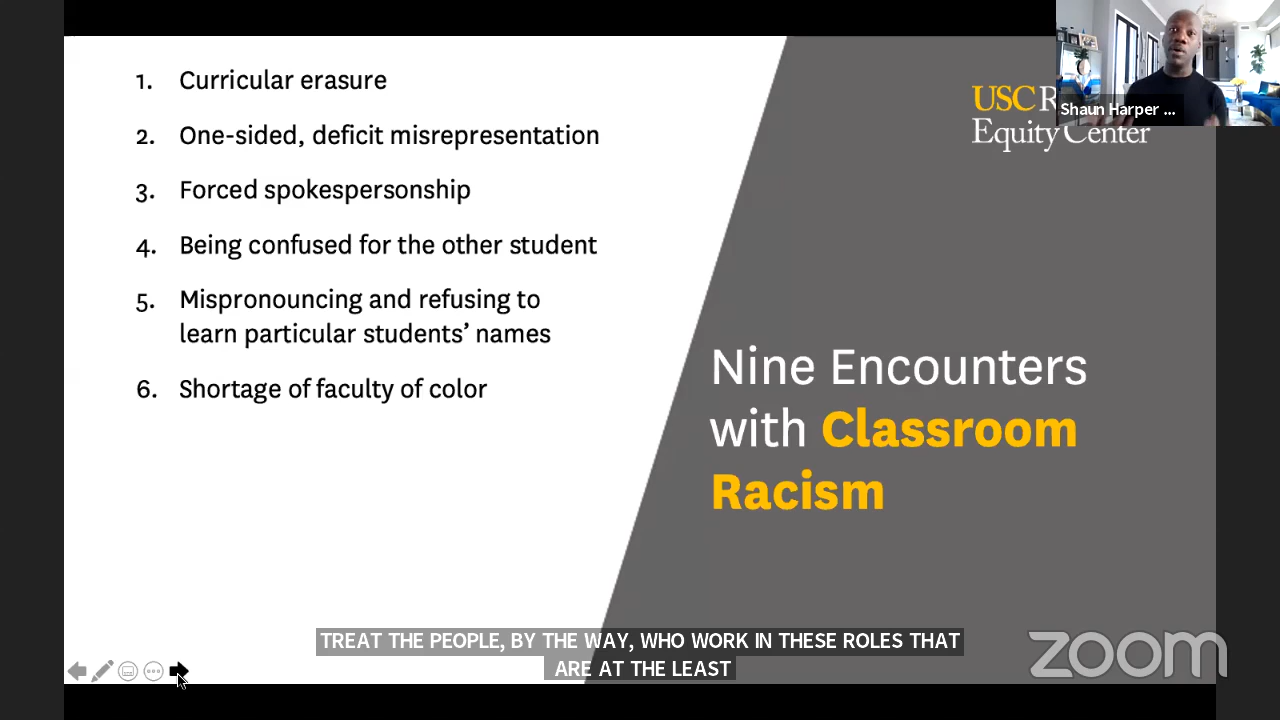 1. Curricular erasure
2. One-sided, deficit misrepresentation
3. Forced spokespersonship
4. Being confused for the other student
5. Mispronouncing and refusing to
learn particular students’ names
6. Shortage of faculty of color
USC R
Equity Center
Shaun Harper ...
Nine Encounters
with Classroom
Racism
TREAT THE PEOPLE, BY THE WAY, WHO WORK IN THESE ROLES THAT
ARE AT THE LEAST
zoom